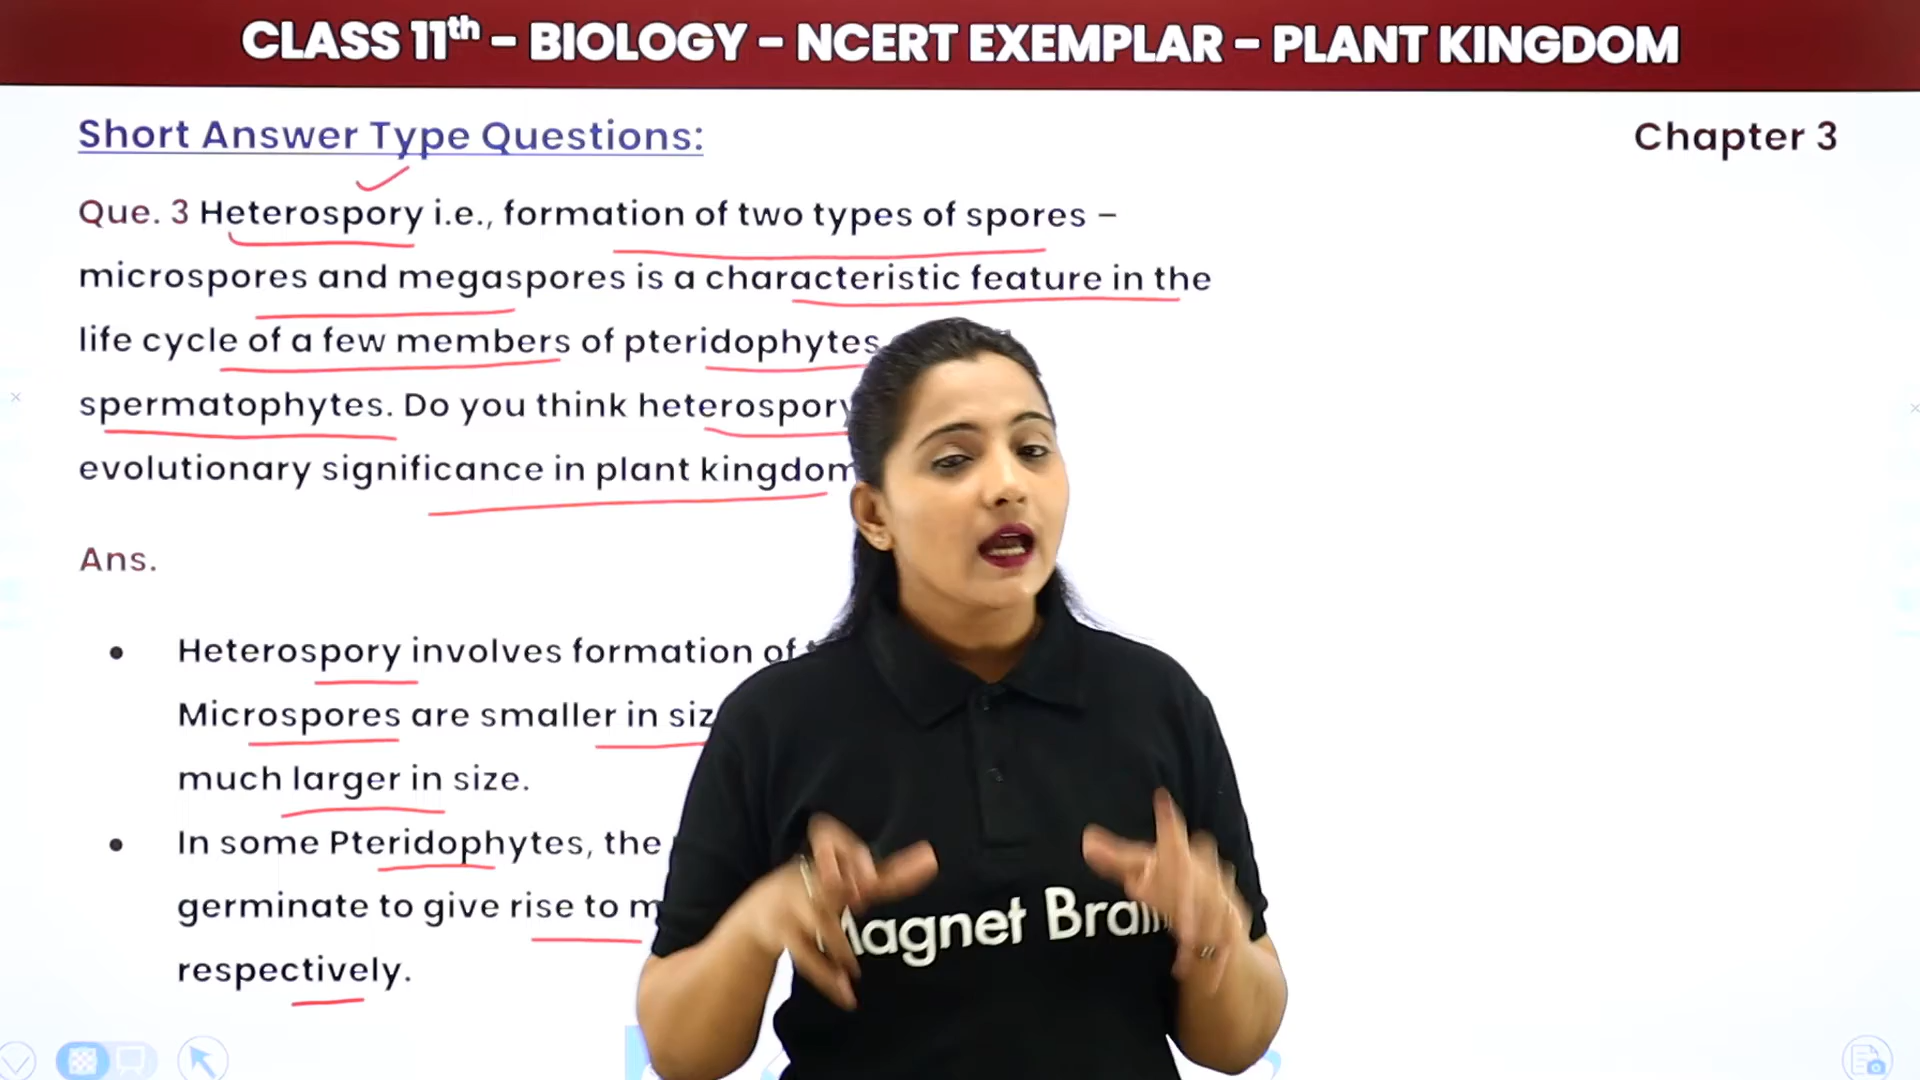 CLASS 11th – BIOLOGY – NCERT EXEMPLAR – PLANT KINGDOM
Short Answer Type Questions:
Chapter 3
Que. 3 Heterospory i.e., formation of two types of spores –
microspores and megaspores is a characteristic feature in the
life cycle of a few members of pteridophytes
spermatophytes. Do you think heterospory
evolutionary significance in plant kingdom
Ans.
• Heterospory involves formation of
Microspores are smaller in size
much larger in size.
• In some Pteridophytes, the
germinate to give rise to
respectively.
Magnet Brain